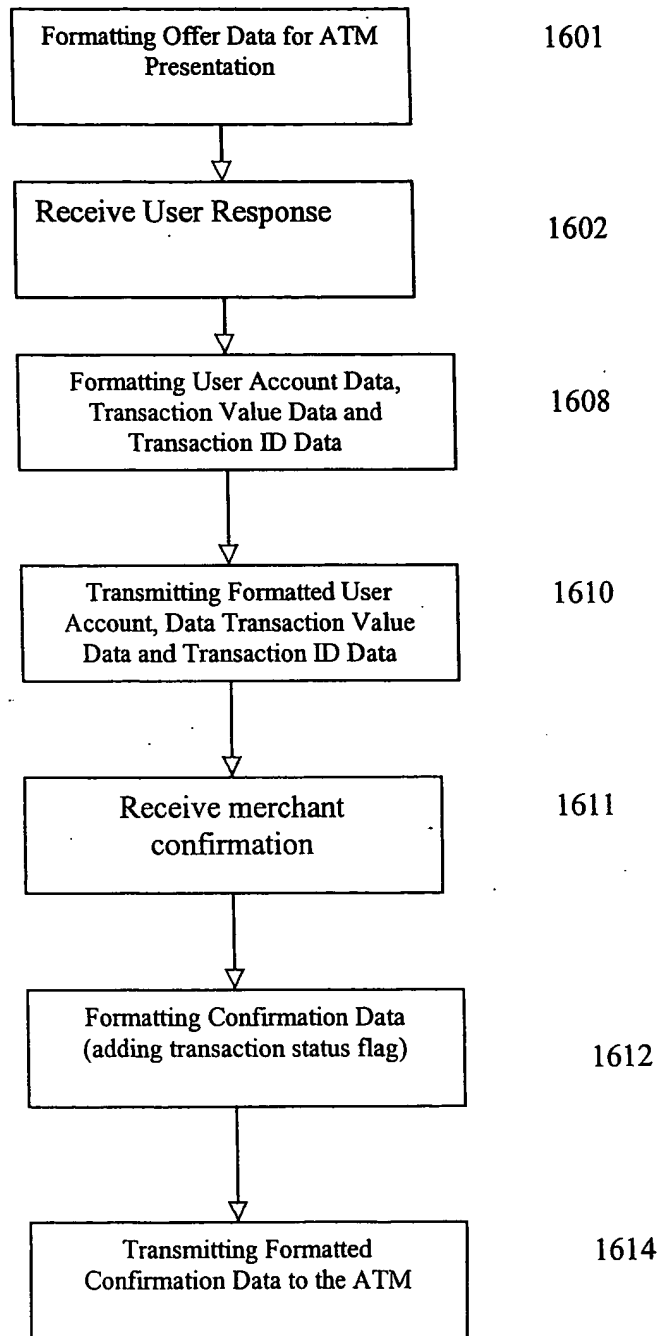 Formatting Offer Data for ATM
Presentation
1601
Receive User Response
1602
Formatting User Account Data,
Transaction Value Data and
Transaction ID Data
1608
Transmitting Formatted User
Account, Data Transaction Value
Data and Transaction ID Data
1610
Receive merchant
confirmation
1611
Formatting Confirmation Data
(adding transaction status flag)
1612
Transmitting Formatted
Confirmation Data to the ATM
1614